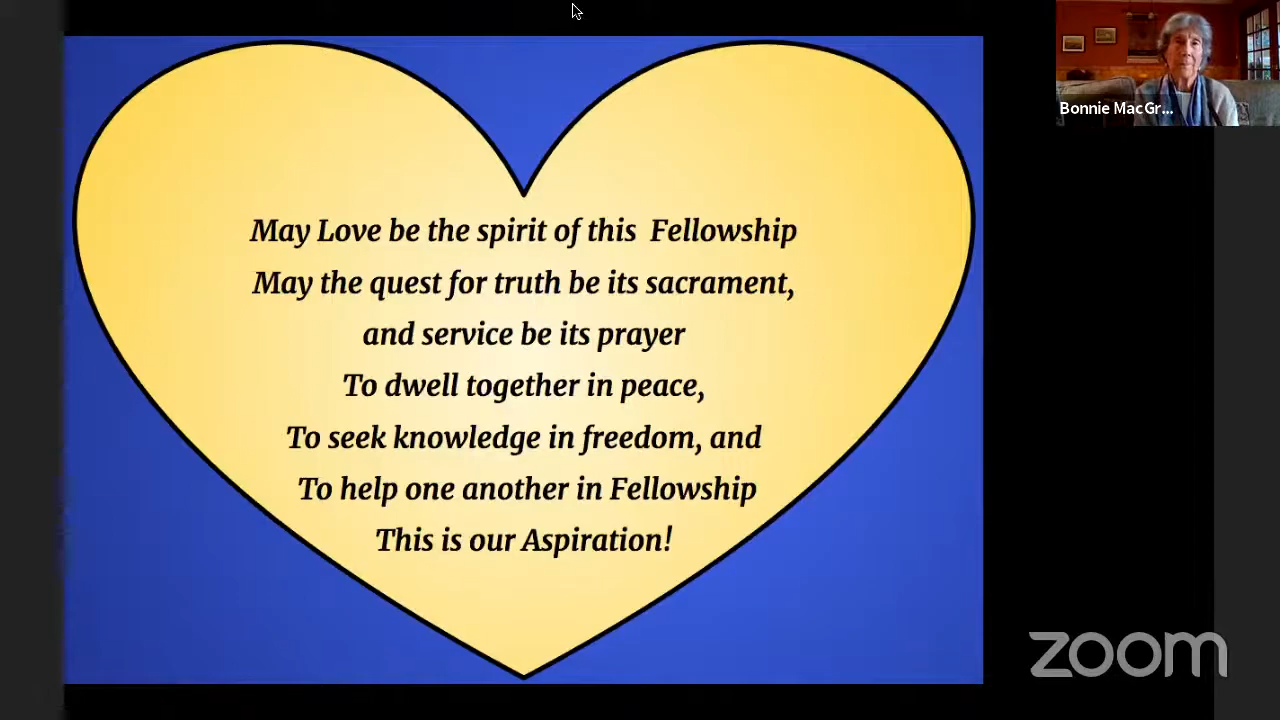 May Love be the spirit of this Fellowship
May the quest for truth be its sacrament,
and service be its prayer
To dwell together in peace,
To seek knowledge in freedom, and
To help one another in Fellowship
This is our Aspiration!
Bonnie MacGr...
zoom